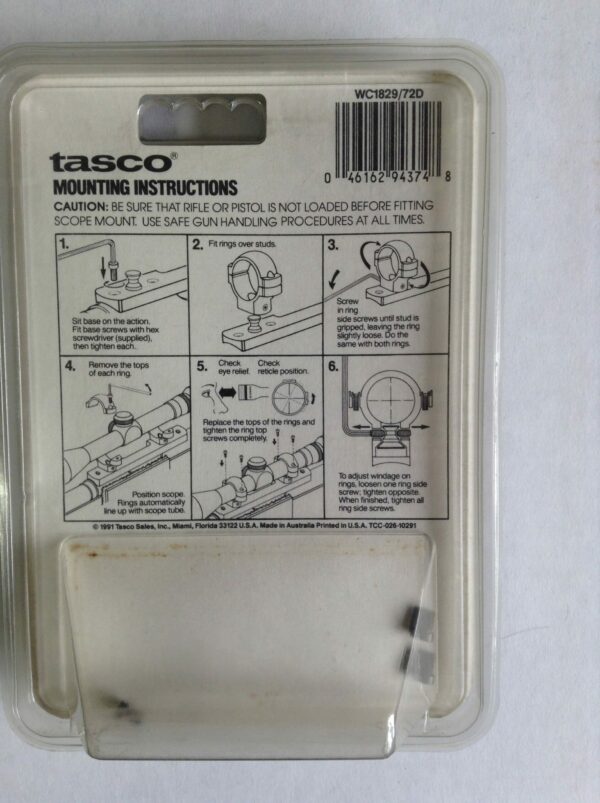 WC1829/72D
0 46162 94374 8
tasco®
MOUNTING INSTRUCTIONS
CAUTION: BE SURE THAT RIFLE OR PISTOL IS NOT LOADED BEFORE FITTING
SCOPE MOUNT. USE SAFE GUN HANDLING PROCEDURES AT ALL TIMES.
1.
Sit base on the action.
Fit base screws with hex
screwdriver (supplied),
then tighten each.
2. Fit rings over studs.
3.
Screw
in ring
side screws until stud is
gripped, leaving the ring
slightly loose. Do the
same with both rings.
4. Remove the tops
of each ring.
Position scope.
Rings automatically
line up with scope tube.
5. Check
eye relief.
Check
reticle position.
Replace the tops of the rings and
tighten the ring top
screws completely.
6.
To adjust windage on
rings, loosen one ring side
screw; tighten opposite.
When finished, tighten all
ring side screws.
© 1991 Tasco Sales, Inc., Miami, Florida 33122 U.S.A. Made in Australia Printed in U.S.A. TCC-026-10291